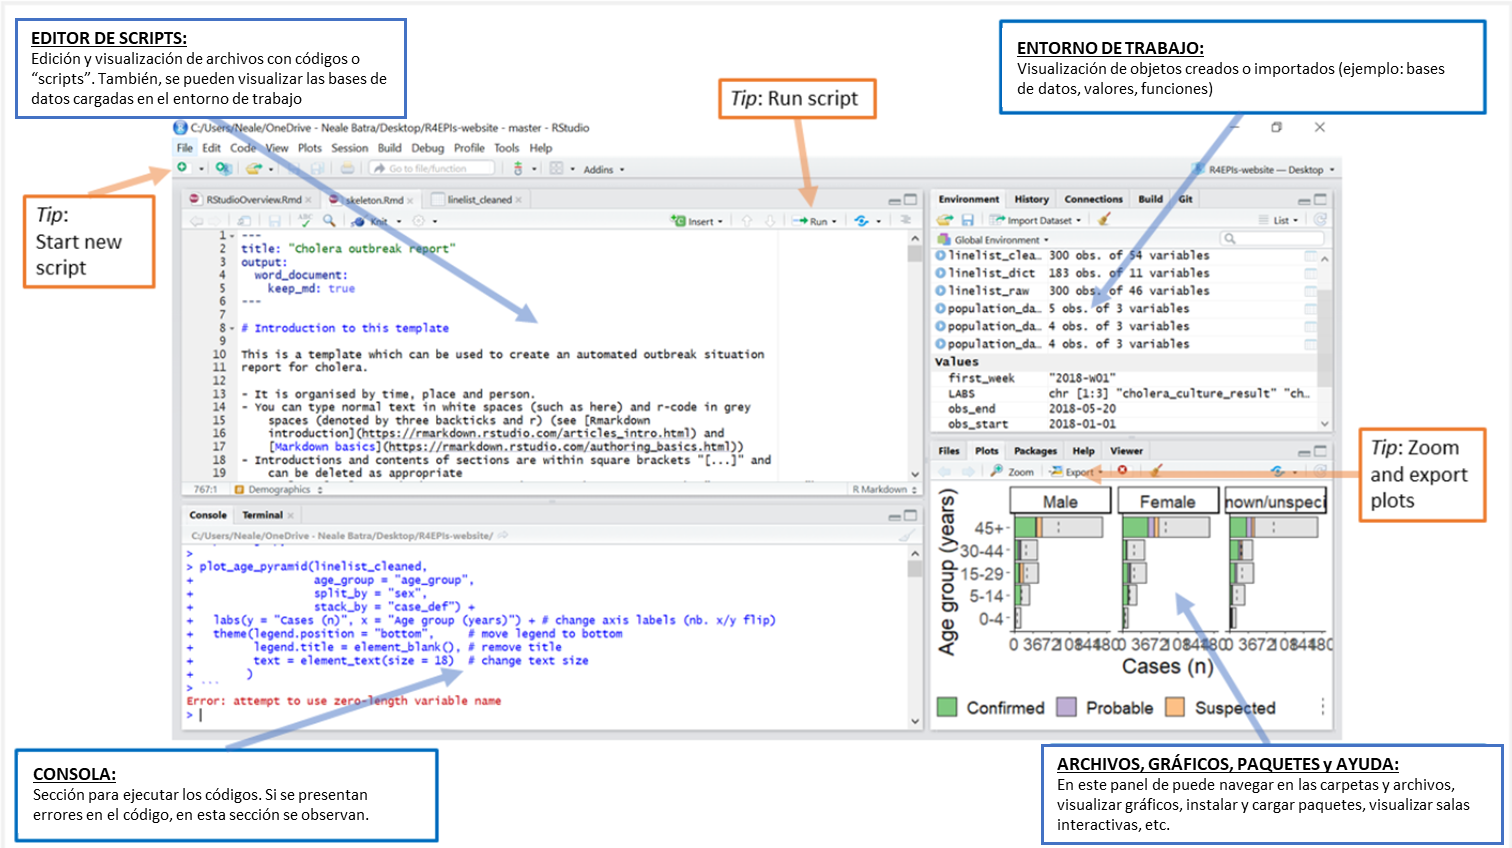 EDITOR DE SCRIPTS:
Edición y visualización de archivos con códigos o
“scripts”. También, se pueden visualizar las bases de
datos cargadas en el entorno de trabajo
ENTORNO DE TRABAJO:
Visualización de objetos creados o importados (ejemplo: bases
de datos, valores, funciones)
Tip: Run script
C:/Users/Neale/OneDrive - Neale Batra/Desktop/R4EPIs-website - master - RStudio
File Edit Code View Plots Session Build Debug Profile Tools Help
Go to file/function Addins R4EPIs-website — Desktop
Tip:
Start new
script
RStudioOverview.Rmd skeleton.Rmd linelist_cleaned
ABC Knit Insert Run
1 ---
2 title: "Cholera outbreak report"
3 output:
4 word_document:
5 keep_md: true
6 ---
7
8 # Introduction to this template
9
10 This is a template which can be used to create an automated outbreak situation
11 report for cholera.
12
13 - It is organised by time, place and person.
14 - You can type normal text in white spaces (such as here) and r-code in grey
15 spaces (denoted by three backticks and r) (see [Rmarkdown
16 introduction](https://rmarkdown.rstudio.com/articles_intro.html) and
17 [Markdown basics](https://rmarkdown.rstudio.com/authoring_basics.html))
18 - Introductions and contents of sections are within square brackets "[...]" and
19 can be deleted as appropriate
767:1 Demographics R Markdown
Environment History Connections Build Git
Import Dataset List
Global Environment
linelist_clea… 300 obs. of 54 variables
linelist_dict 183 obs. of 11 variables
linelist_raw 300 obs. of 46 variables
population_da… 5 obs. of 3 variables
population_da… 4 obs. of 3 variables
population_da… 4 obs. of 3 variables
Values
first_week "2018-W01"
LABS chr [1:3] "cholera_culture_result" "ch…
obs_end 2018-05-20
obs_start 2018-01-01
Console Terminal
C:/Users/Neale/OneDrive - Neale Batra/Desktop/R4EPIs-website/
>
> plot_age_pyramid(linelist_cleaned,
+ age_group = "age_group",
+ split_by = "sex",
+ stack_by = "case_def") +
+ labs(y = "Cases (n)", x = "Age group (years)") + # change axis labels (nb. x/y flip)
+ theme(legend.position = "bottom", # move legend to bottom
+ legend.title = element_blank(), # remove title
+ text = element_text(size = 18) # change text size
+ )
> ```
Error: attempt to use zero-length variable name
>
Files Plots Packages Help Viewer
Zoom Export
Tip: Zoom
and export
plots
Male Female nown/unspeci
Age group (years)
45+
30-44
15-29
5-14
0-4
Cases (n)
Confirmed Probable Suspected
CONSOLA:
Sección para ejecutar los códigos. Si se presentan
errores en el código, en esta sección se observan.
ARCHIVOS, GRÁFICOS, PAQUETES y AYUDA:
En este panel de puede navegar en las carpetas y archivos,
visualizar gráficos, instalar y cargar paquetes, visualizar salas
interactivas, etc.